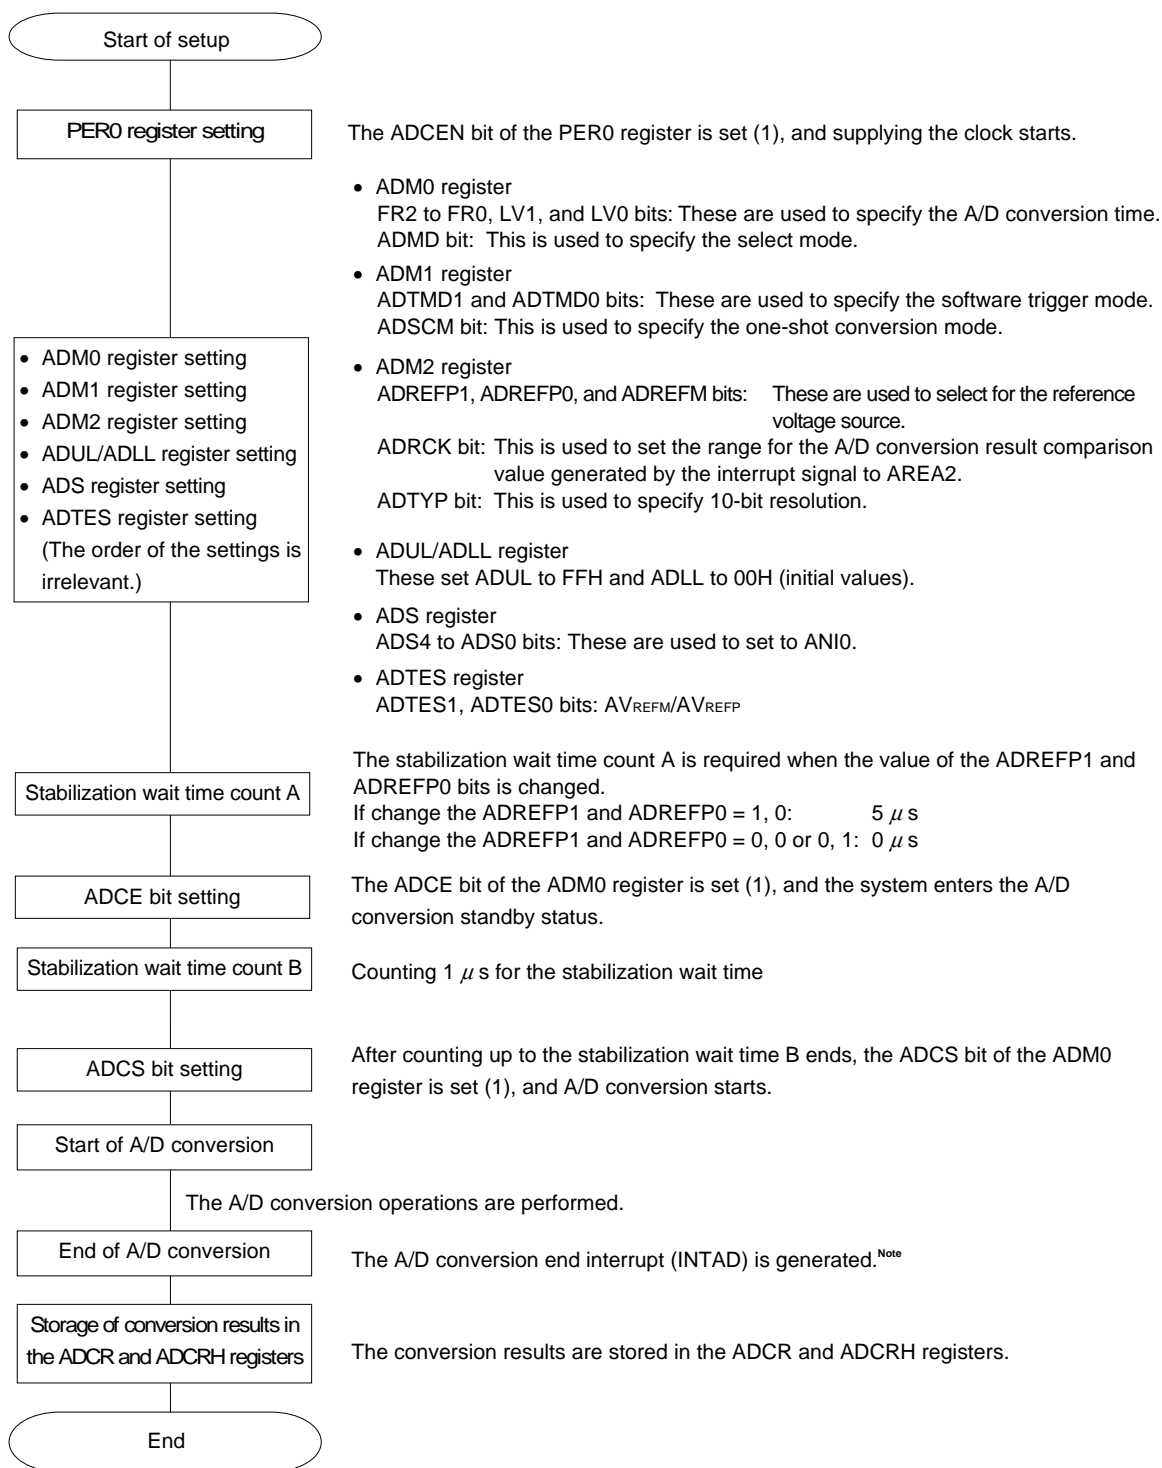 Start of setup
PER0 register setting
The ADCEN bit of the PER0 register is set (1), and supplying the clock starts.
• ADM0 register setting
• ADM1 register setting
• ADM2 register setting
• ADUL/ADLL register setting
• ADS register setting
• ADTES register setting
(The order of the settings is
irrelevant.)
• ADM0 register
FR2 to FR0, LV1, and LV0 bits: These are used to specify the A/D conversion time.
ADMD bit: This is used to specify the select mode.
• ADM1 register
ADTMD1 and ADTMD0 bits: These are used to specify the software trigger mode.
ADSCM bit: This is used to specify the one-shot conversion mode.
• ADM2 register
ADREFP1, ADREFP0, and ADREFM bits: These are used to select for the reference
voltage source.
ADRCK bit: This is used to set the range for the A/D conversion result comparison
value generated by the interrupt signal to AREA2.
ADTYP bit: This is used to specify 10-bit resolution.
• ADUL/ADLL register
These set ADUL to FFH and ADLL to 00H (initial values).
• ADS register
ADS4 to ADS0 bits: These are used to set to ANI0.
• ADTES register
ADTES1, ADTES0 bits: AVREFM/AVREFP
Stabilization wait time count A
The stabilization wait time count A is required when the value of the ADREFP1 and
ADREFP0 bits is changed.
If change the ADREFP1 and ADREFP0 = 1, 0: 5 μs
If change the ADREFP1 and ADREFP0 = 0, 0 or 0, 1: 0 μs
ADCE bit setting
The ADCE bit of the ADM0 register is set (1), and the system enters the A/D
conversion standby status.
Stabilization wait time count B
Counting 1 μs for the stabilization wait time
ADCS bit setting
After counting up to the stabilization wait time B ends, the ADCS bit of the ADM0
register is set (1), and A/D conversion starts.
Start of A/D conversion
The A/D conversion operations are performed.
End of A/D conversion
The A/D conversion end interrupt (INTAD) is generated.Note
Storage of conversion results in
the ADCR and ADCRH registers
The conversion results are stored in the ADCR and ADCRH registers.
End